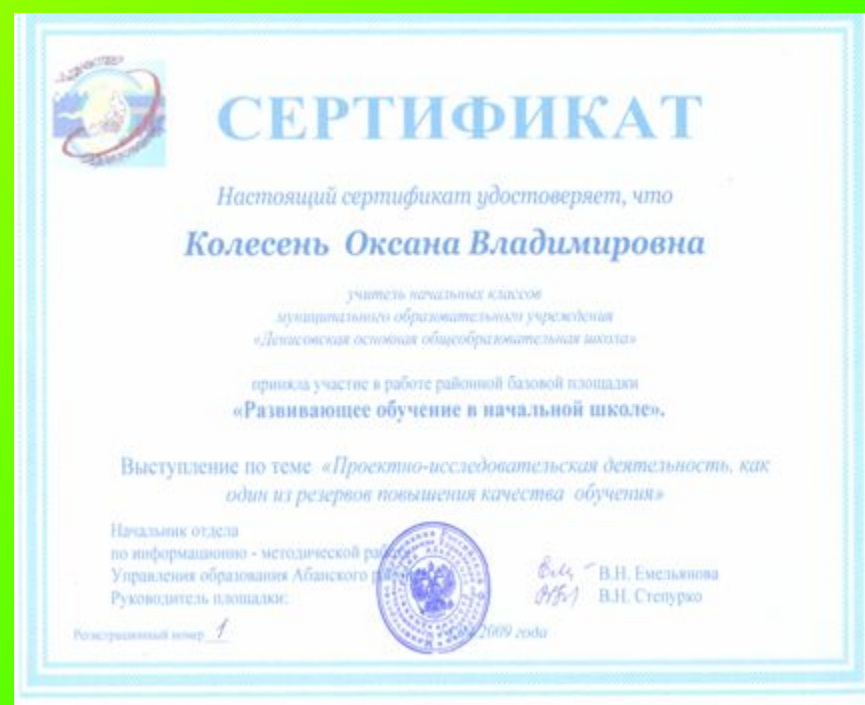 СЕРТИФИКАТ
Настоящий сертификат удостоверяет, что
Колесень Оксана Владимировна
учитель начальных классов
муниципального образовательного учреждения
«Денисовская основная общеобразовательная школа»
приняла участие в работе районной базовой площадки
«Развивающее обучение в начальной школе».
Выступление по теме «Проектно-исследовательская деятельность, как
один из резервов повышения качества обучения»
Начальник отдела
по информационно - методической
Управления образования Абанского
В.Н. Емельянова
Руководитель площадки:
В.Н. Степурко
Регистрационный номер 1
2009 года